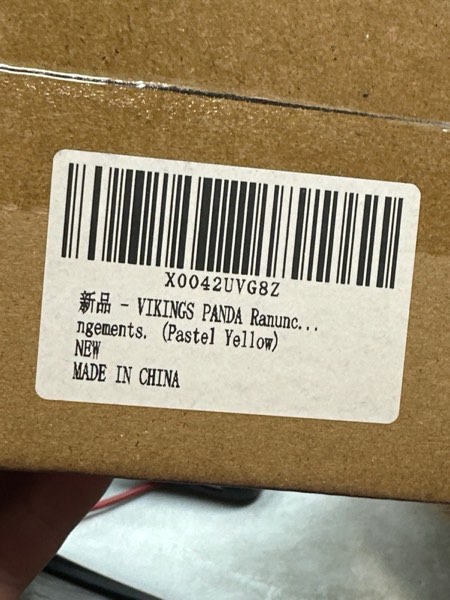 X0042UVG8Z
新品 - VIKINGS PANDA Ranunc...
ngements. (Pastel Yellow)
NEW
MADE IN CHINA